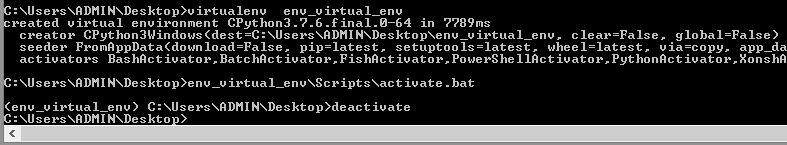 C:\Users\ADMIN\Desktop>virtualenv  env_virtual_env
created virtual environment CPython3.7.6.final.0-64 in 7789ms
  creator CPython3Windows(dest=C:\Users\ADMIN\Desktop\env_virtual_env, clear=False, global=False)
  seeder FromAppData(download=False, pip=latest, setuptools=latest, wheel=latest, via=copy, app_da
  activators BashActivator,BatchActivator,FishActivator,PowerShellActivator,PythonActivator,XonshA
C:\Users\ADMIN\Desktop>env_virtual_env\Scripts\activate.bat
(env_virtual_env) C:\Users\ADMIN\Desktop>deactivate
C:\Users\ADMIN\Desktop>